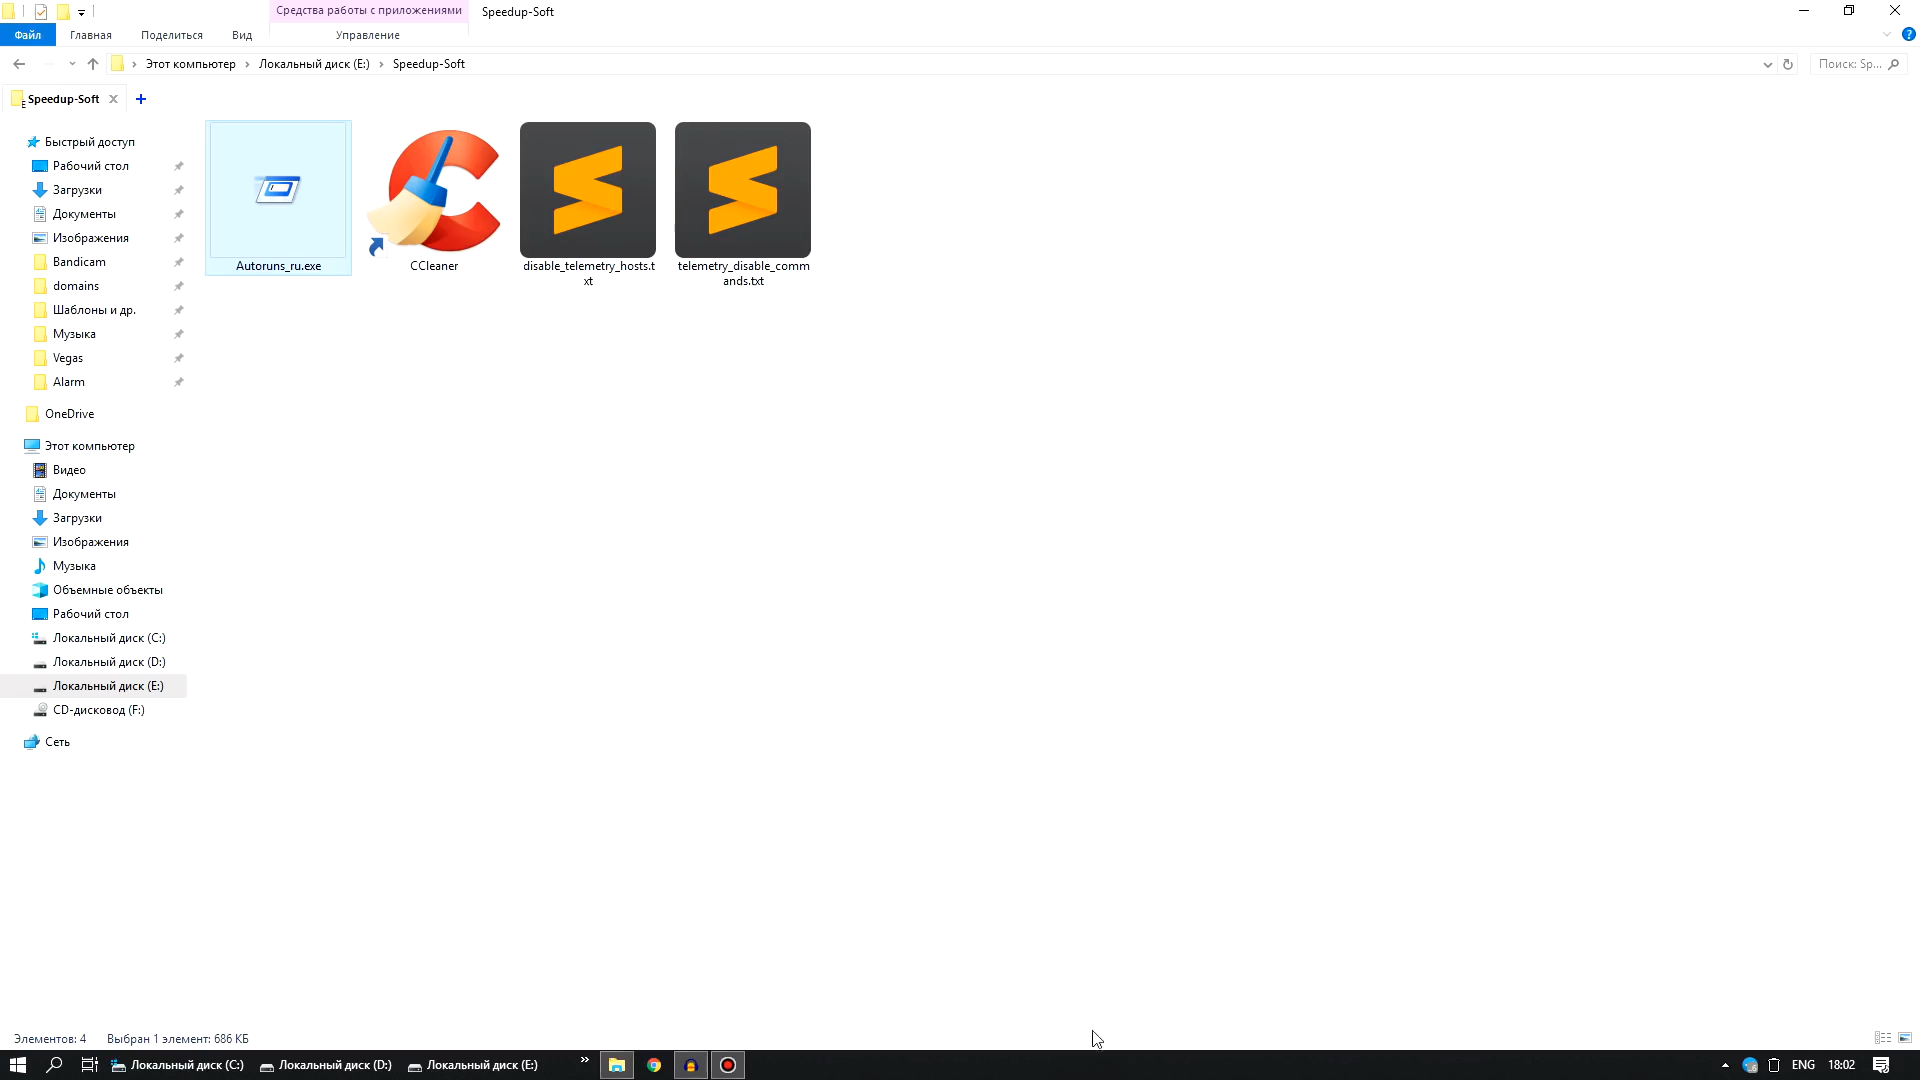 Средства работы с приложениями
Speedup-Soft
Файл
Главная
Поделиться
Вид
Управление
Этот компьютер
Локальный диск (E:)
Speedup-Soft
Поиск: Sp...
Speedup-Soft
Быстрый доступ
Рабочий стол
Загрузки
Документы
Изображения
Bandicam
domains
Шаблоны и др.
Музыка
Vegas
Alarm
OneDrive
Этот компьютер
Видео
Документы
Загрузки
Изображения
Музыка
Объемные объекты
Рабочий стол
Локальный диск (C:)
Локальный диск (D:)
Локальный диск (E:)
CD-дисковод (F:)
Сеть
Autoruns_ru.exe
CCleaner
disable_telemetry_hosts.t
xt
telemetry_disable_comm
ands.txt
Элементов: 4
Выбран 1 элемент: 686 КБ
Локальный диск (C:)
Локальный диск (D:)
Локальный диск (E:)
ENG
18:02